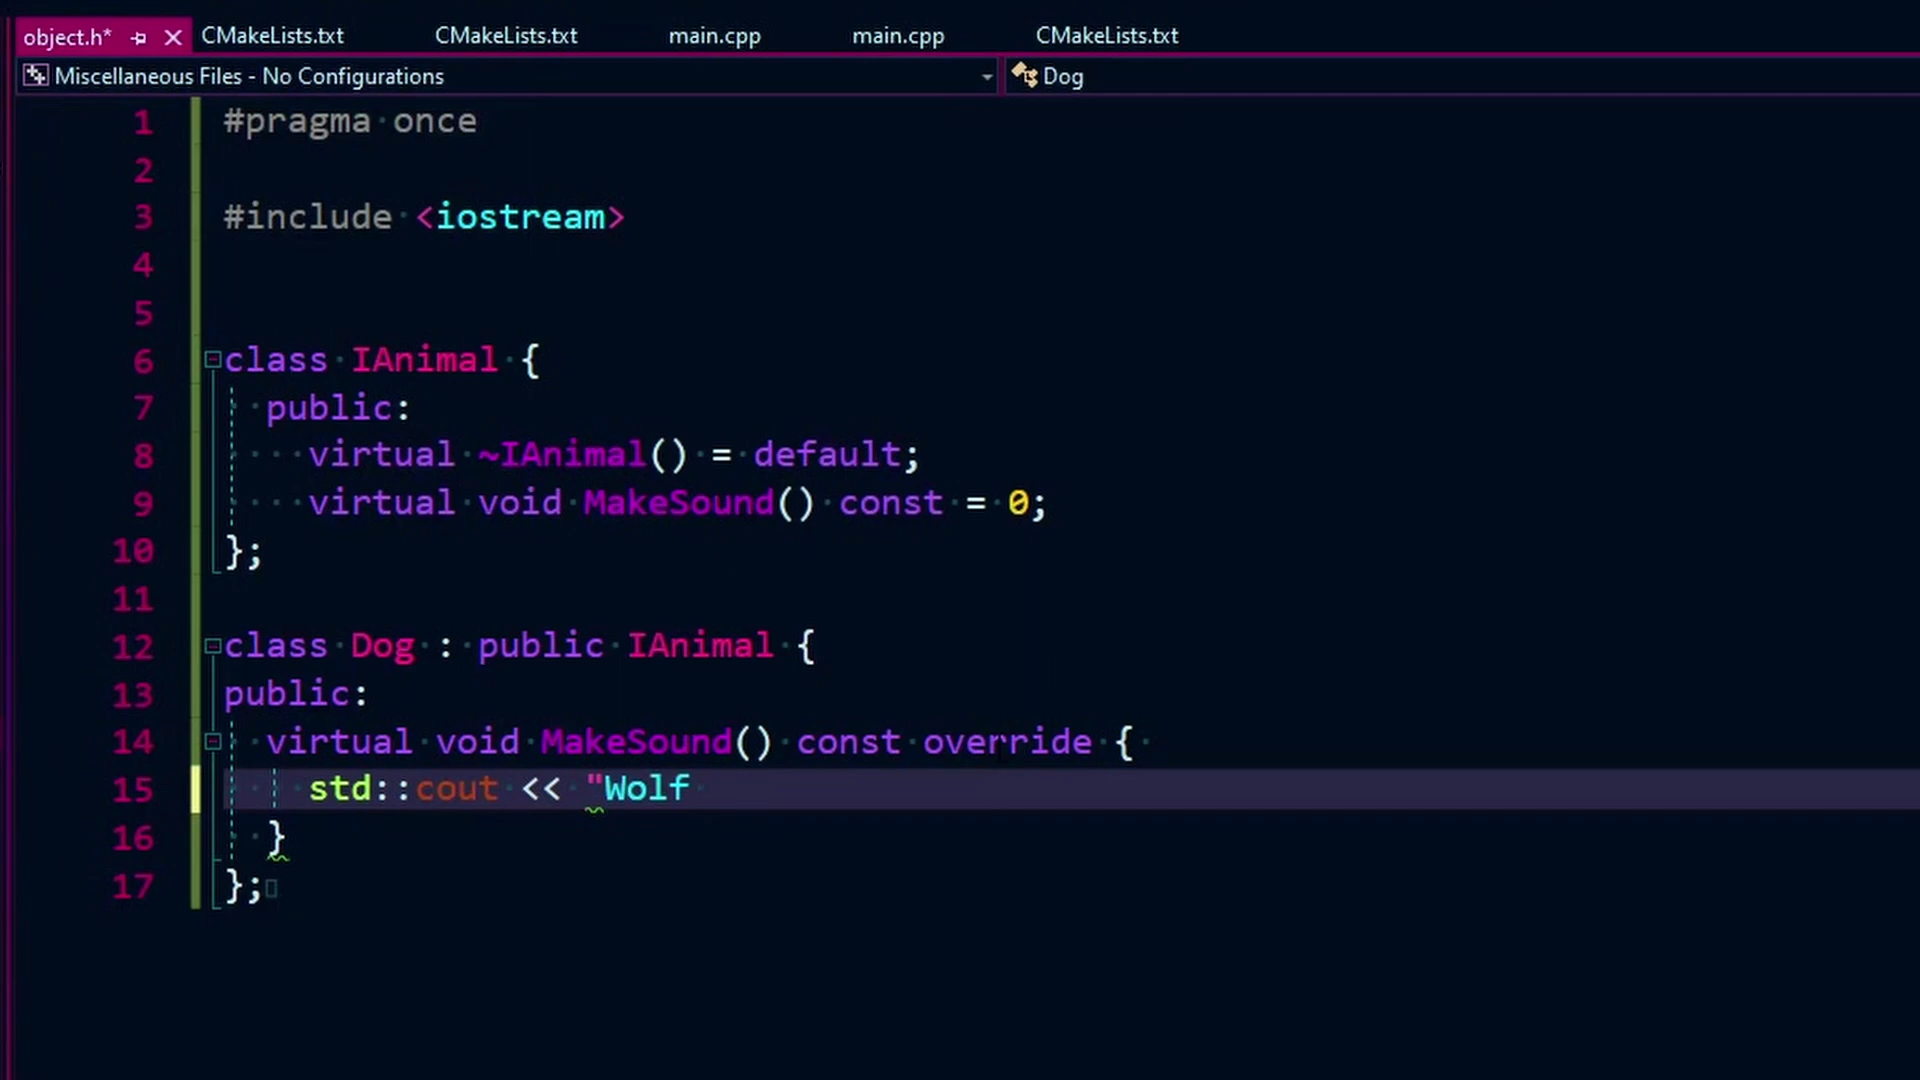 object.h* CMakeLists.txt CMakeLists.txt main.cpp main.cpp CMakeLists.txt
Miscellaneous Files - No Configurations Dog
1 #pragma once
2
3 #include <iostream>
4
5
6 class IAnimal {
7 public:
8 virtual ~IAnimal() = default;
9 virtual void MakeSound() const = 0;
10 };
11
12 class Dog : public IAnimal {
13 public:
14 virtual void MakeSound() const override {
15 std::cout << "Wolf
16 }
17 };